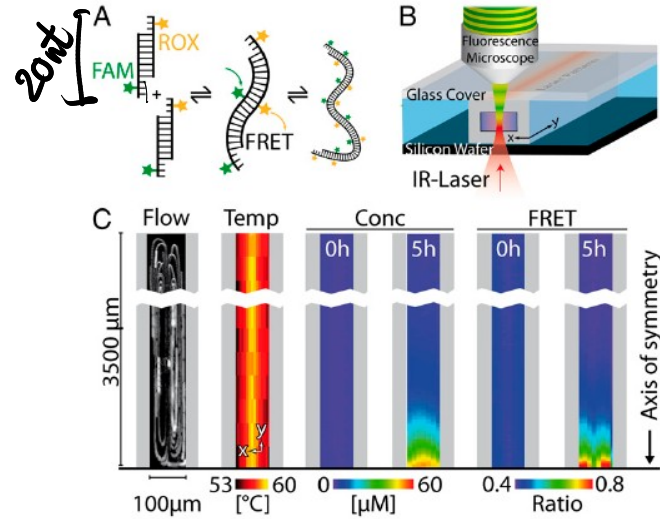 20nt
A
ROX
FAM
+
FRET
B
Fluorescence
Microscope
Glass Cover
x
y
Silicon Wafer
IR-Laser
C
Flow
Temp
Conc
FRET
0h
5h
0h
5h
3500 µm
y
x
Axis of symmetry
100µm
53
60
[°C]
0
60
[µM]
0.4
0.8
Ratio